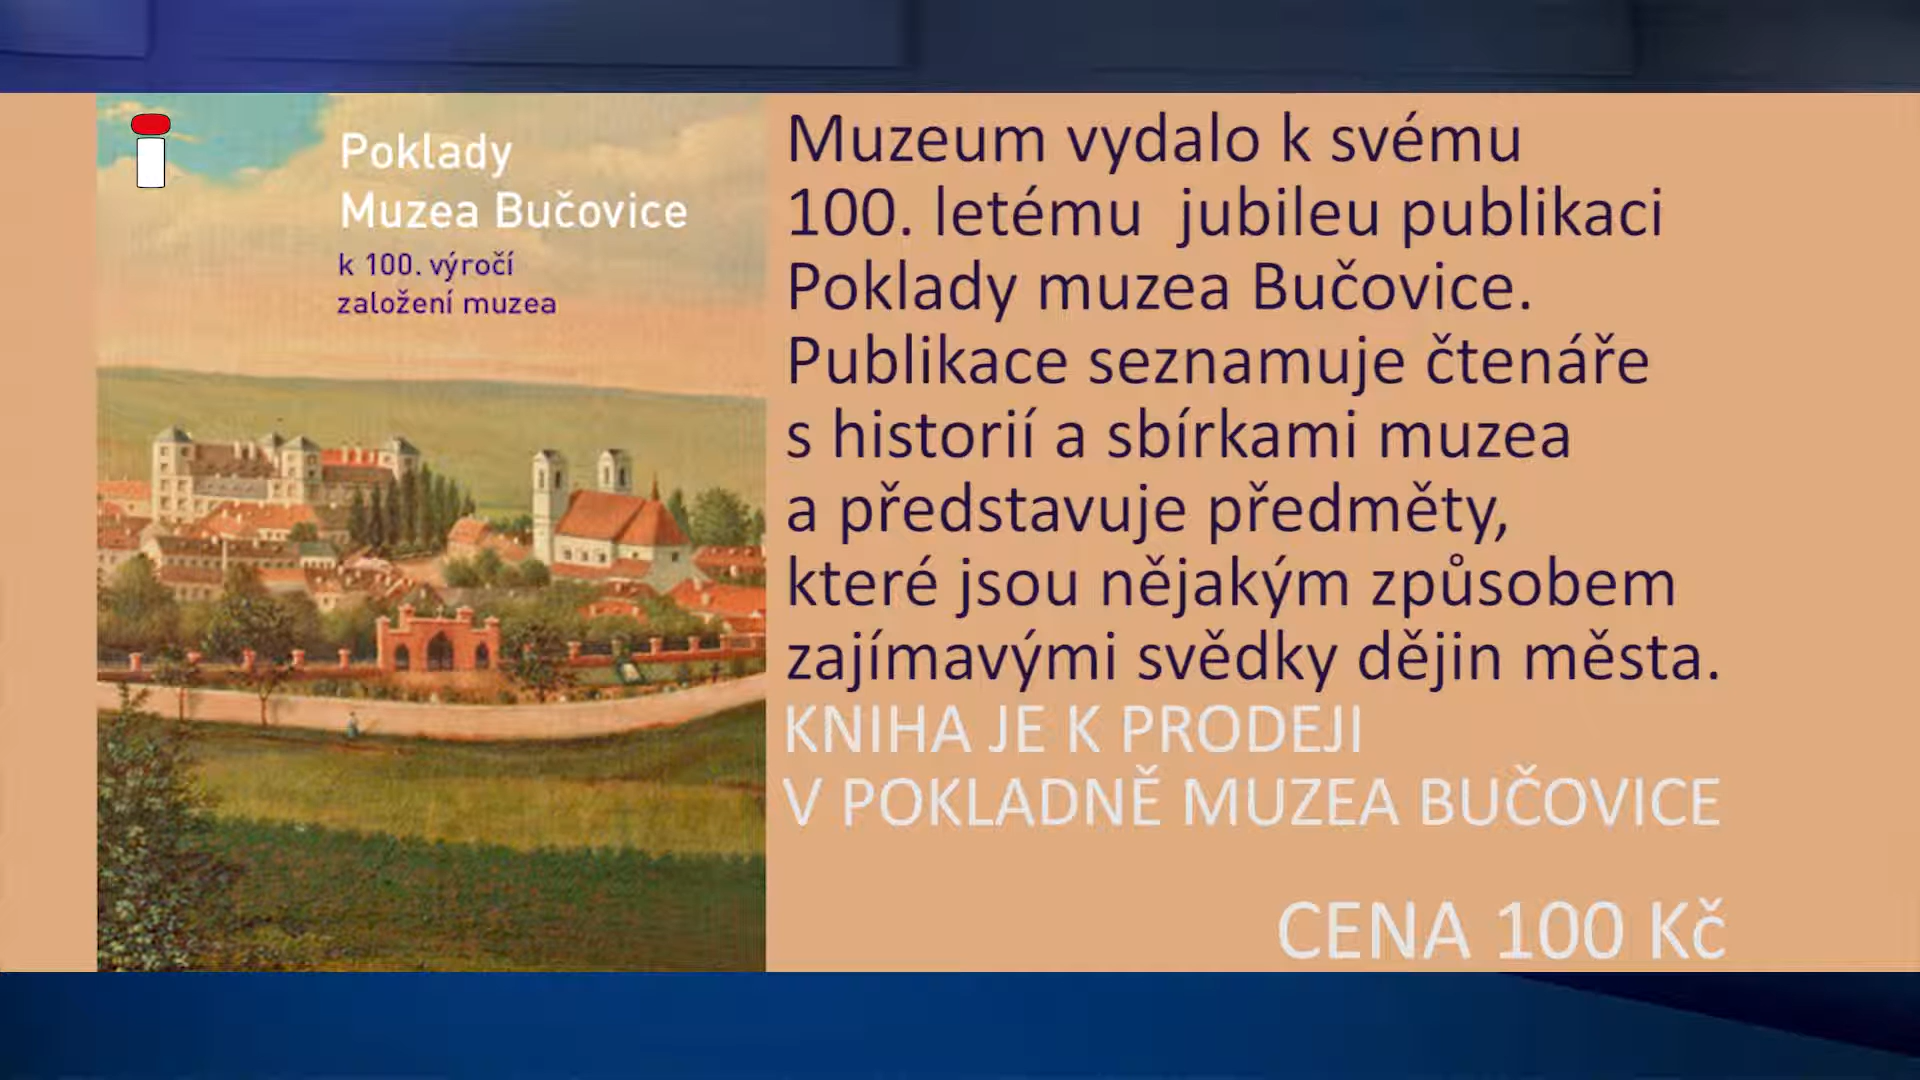 Poklady
Muzea Bučovice
k 100. výročí
založení muzea
Muzeum vydalo k svému
100. letému jubileu publikaci
Poklady muzea Bučovice.
Publikace seznamuje čtenáře
s historií a sbírkami muzea
a představuje předměty,
které jsou nějakým způsobem
zajímavými svědky dějin města.
KNIHA JE K PRODEJI
V POKLADNĚ MUZEA BUČOVICE
CENA 100 Kč